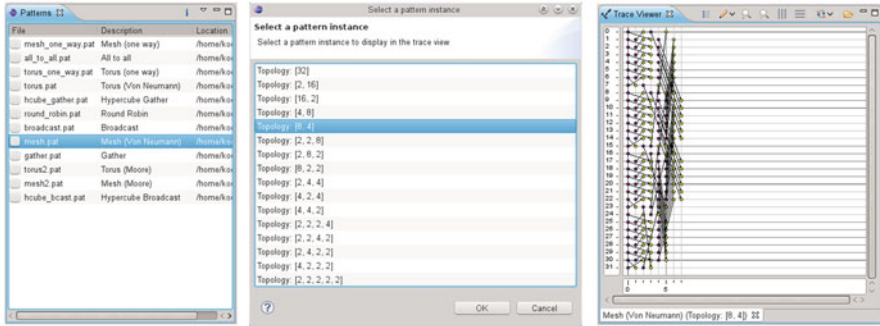 Patterns
File Description Location
mesh_one_way.pat Mesh (one way) /home/ko
all_to_all.pat All to all /home/ko
torus_one_way.pat Torus (one way) /home/ko
torus.pat Torus (Von Neumann) /home/ko
hcube_gather.pat Hypercube Gather /home/ko
round_robin.pat Round Robin /home/ko
broadcast.pat Broadcast /home/ko
mesh.pat Mesh (Von Neumann) /home/ko
gather.pat Gather /home/ko
torus2.pat Torus (Moore) /home/ko
mesh2.pat Mesh (Moore) /home/ko
hcube_bcast.pat Hypercube Broadcast /home/ko
Select a pattern instance
Select a pattern instance
Select a pattern instance to display in the trace view
Topology: [32]
Topology: [2, 16]
Topology: [16, 2]
Topology: [4, 8]
Topology: [8, 4]
Topology: [2, 2, 8]
Topology: [2, 8, 2]
Topology: [8, 2, 2]
Topology: [2, 4, 4]
Topology: [4, 2, 4]
Topology: [4, 4, 2]
Topology: [2, 2, 2, 4]
Topology: [2, 2, 4, 2]
Topology: [2, 4, 2, 2]
Topology: [4, 2, 2, 2]
Topology: [2, 2, 2, 2, 2]
OK Cancel
Trace Viewer
0
1
2
3
4
5
6
7
8
9
10
11
12
13
14
15
16
17
18
19
20
21
22
23
24
25
26
27
28
29
30
31
0 5
Mesh (Von Neumann) (Topology: [8, 4])